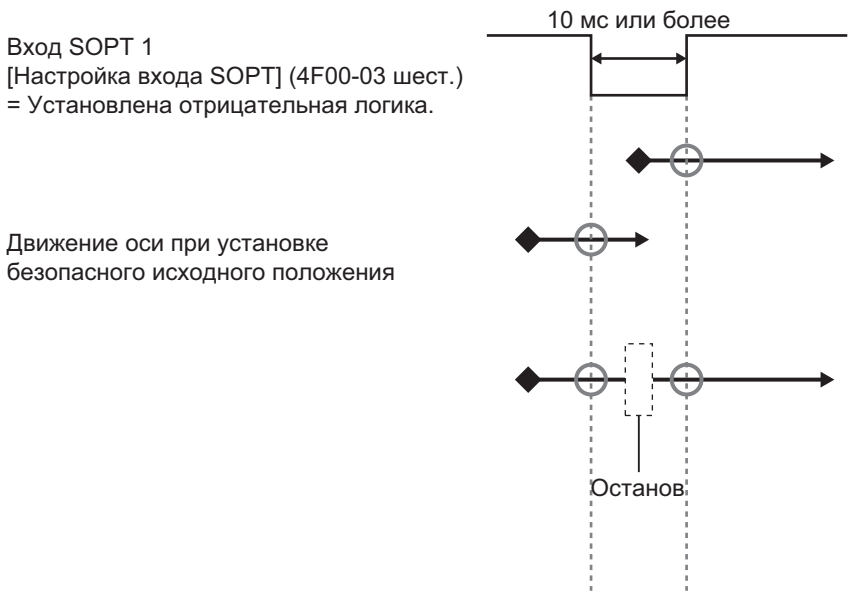 10 мс или более
Вход SOPT 1
[Настройка входа SOPT] (4F00-03 шест.)
= Установлена отрицательная логика.
Движение оси при установке
безопасного исходного положения
Останов